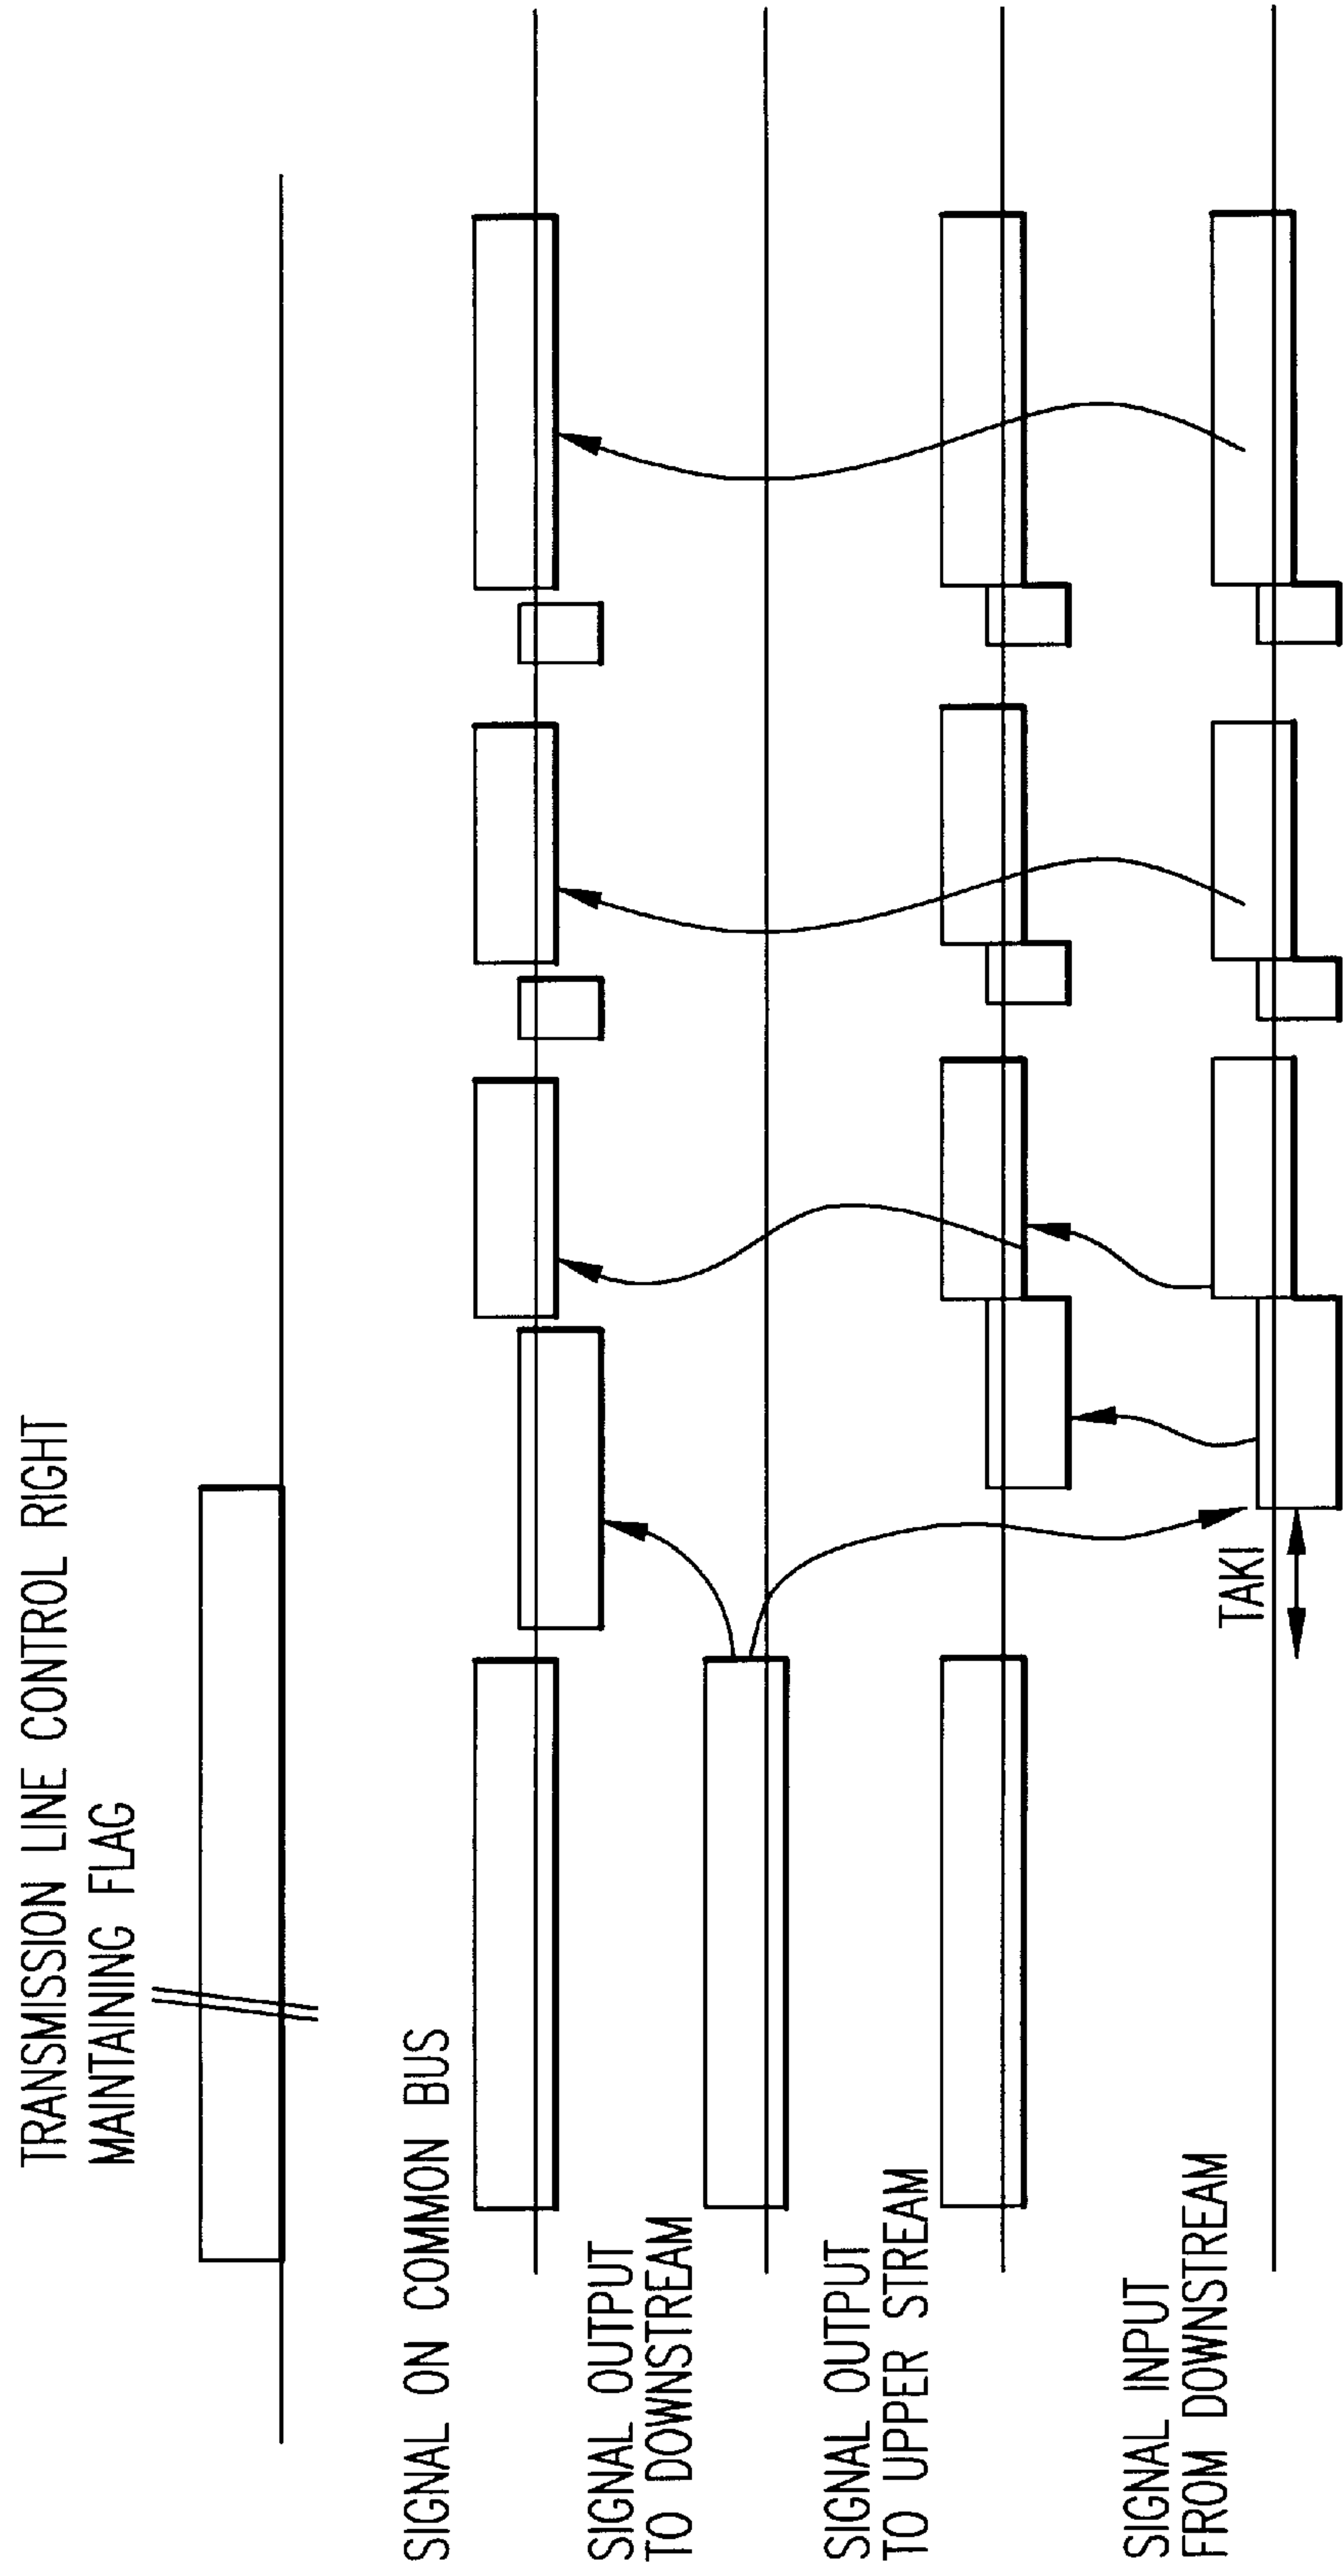 TRANSMISSION LINE CONTROL RIGHT
MAINTAINING FLAG
SIGNAL ON COMMON BUS
SIGNAL OUTPUT
TO DOWNSTREAM
SIGNAL OUTPUT
TO UPPER STREAM
SIGNAL INPUT
FROM DOWNSTREAM
TAKI